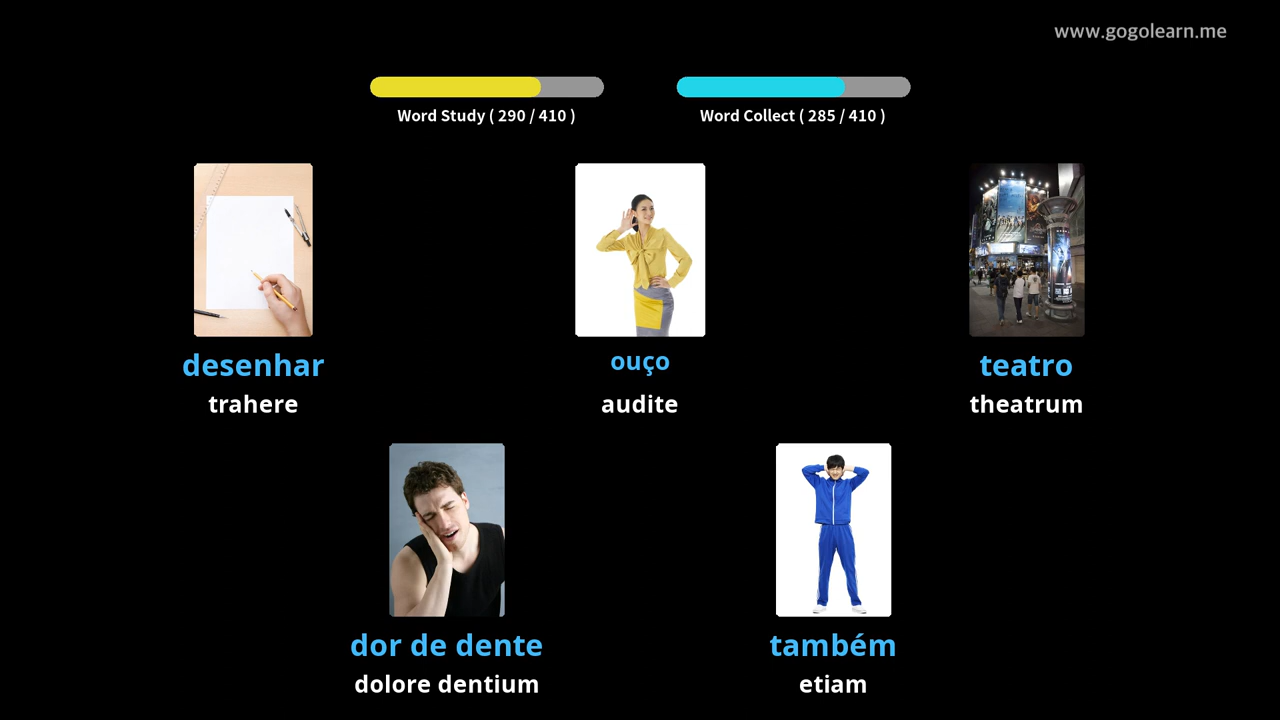 www.gogolearn.me
Word Study ( 290 / 410 )
Word Collect ( 285 / 410 )
desenhar
trahere
ouço
audite
teatro
theatrum
dor de dente
dolore dentium
também
etiam